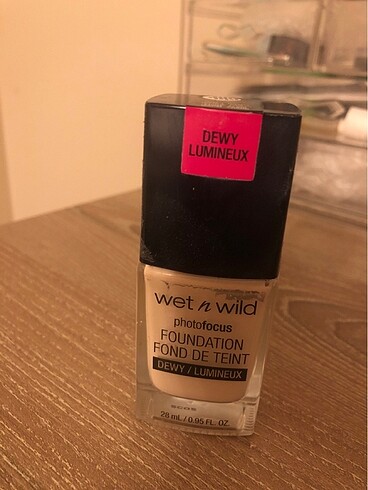 DEWY
LUMINEUX
wet n wild
photofocus
FOUNDATION
FOND DE TEINT
DEWY / LUMINEUX
28 mL / 0.95 FL. OZ.